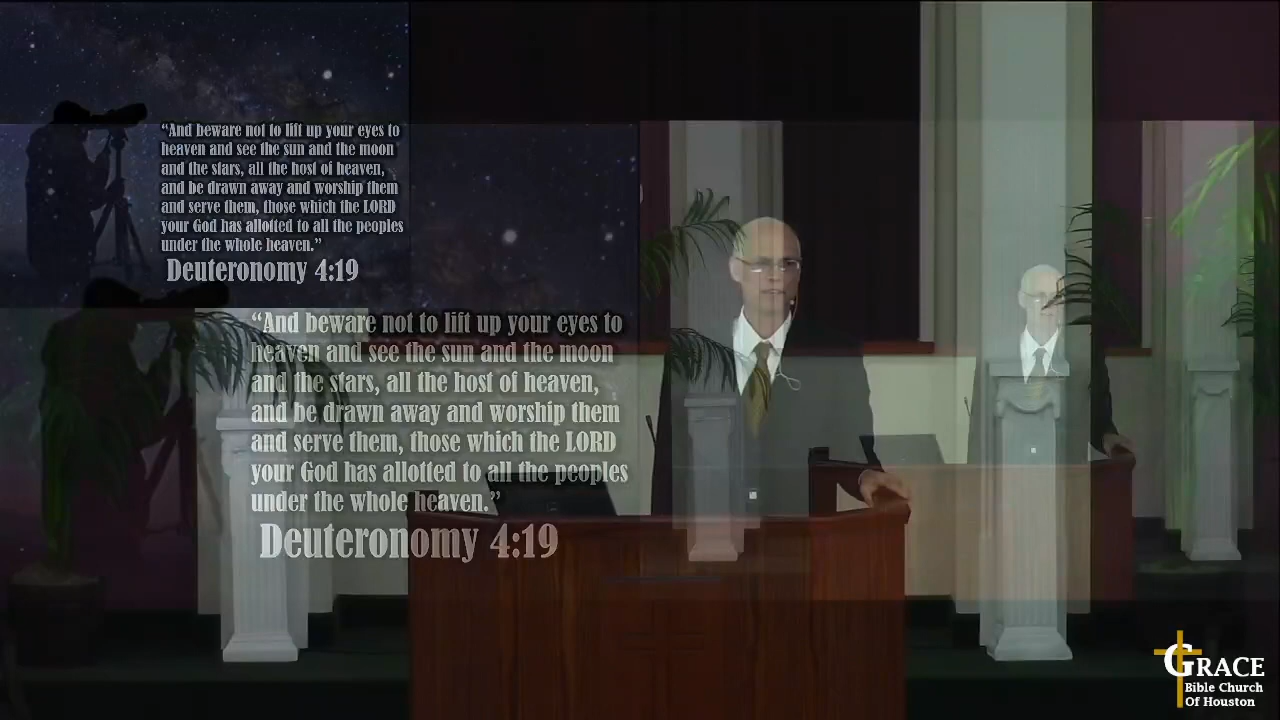 “And beware not to lift up your eyes to
heaven and see the sun and the moon
and the stars, all the host of heaven,
and be drawn away and worship them
and serve them, those which the LORD
your God has allotted to all the peoples
under the whole heaven.”
Deuteronomy 4:19
“And beware not to lift up your eyes to
heaven and see the sun and the moon
and the stars, all the host of heaven,
and be drawn away and worship them
and serve them, those which the LORD
your God has allotted to all the peoples
under the whole heaven.”
Deuteronomy 4:19
GRACE
Bible Church
Of Houston